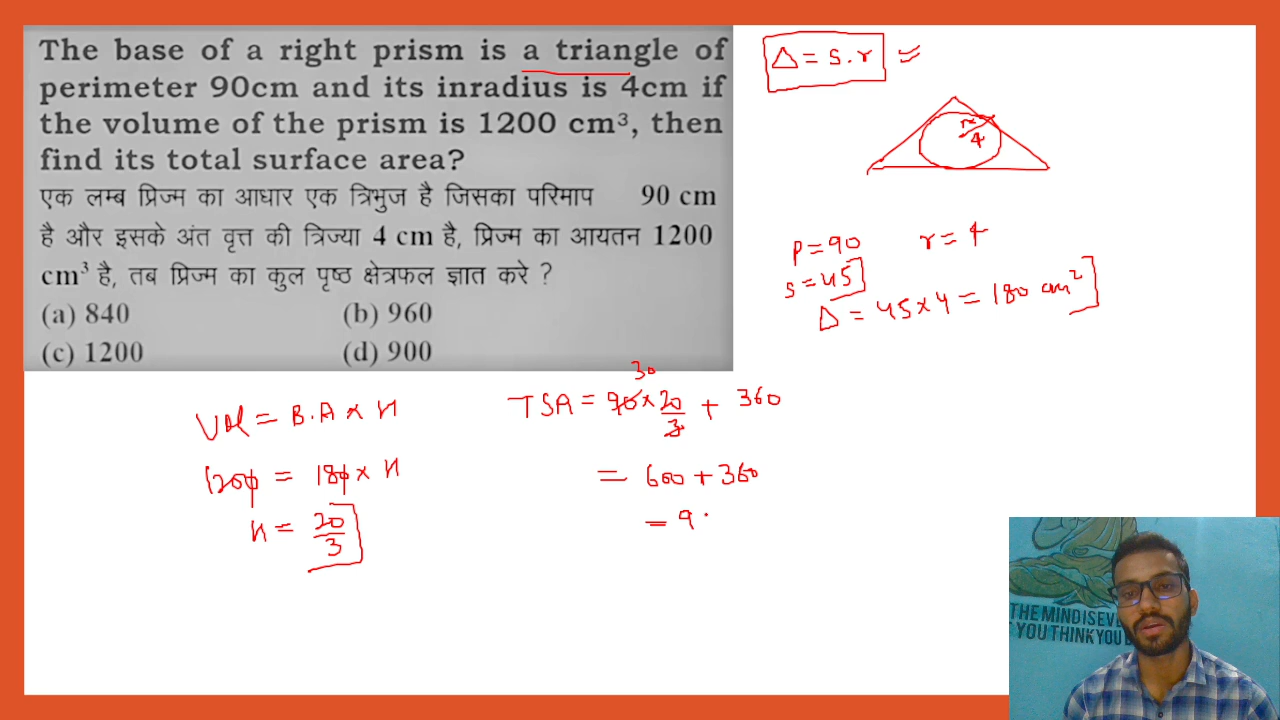 The base of a right prism is a triangle of
perimeter 90cm and its inradius is 4cm if
the volume of the prism is 1200 cm³, then
find its total surface area?
एक लम्ब प्रिज्म का आधार एक त्रिभुज है जिसका परिमाप 90 cm
है और इसके अंत वृत्त की त्रिज्या 4 cm है, प्रिज्म का आयतन 1200
cm³ है, तब प्रिज्म का कुल पृष्ठ क्षेत्रफल ज्ञात करे ?
(a) 840 (b) 960
(c) 1200 (d) 900
△ = s.r
4
P = 90 r = 4
s = 45
△ = 45 x 4 = 180 cm²
Vol = B.A x H
1200 = 180 x H
H = 20/3
30
TSA = 90 x 20/3 + 360
= 600 + 360
= 9
THE MIND IS EVE
YOU THINK YOU B